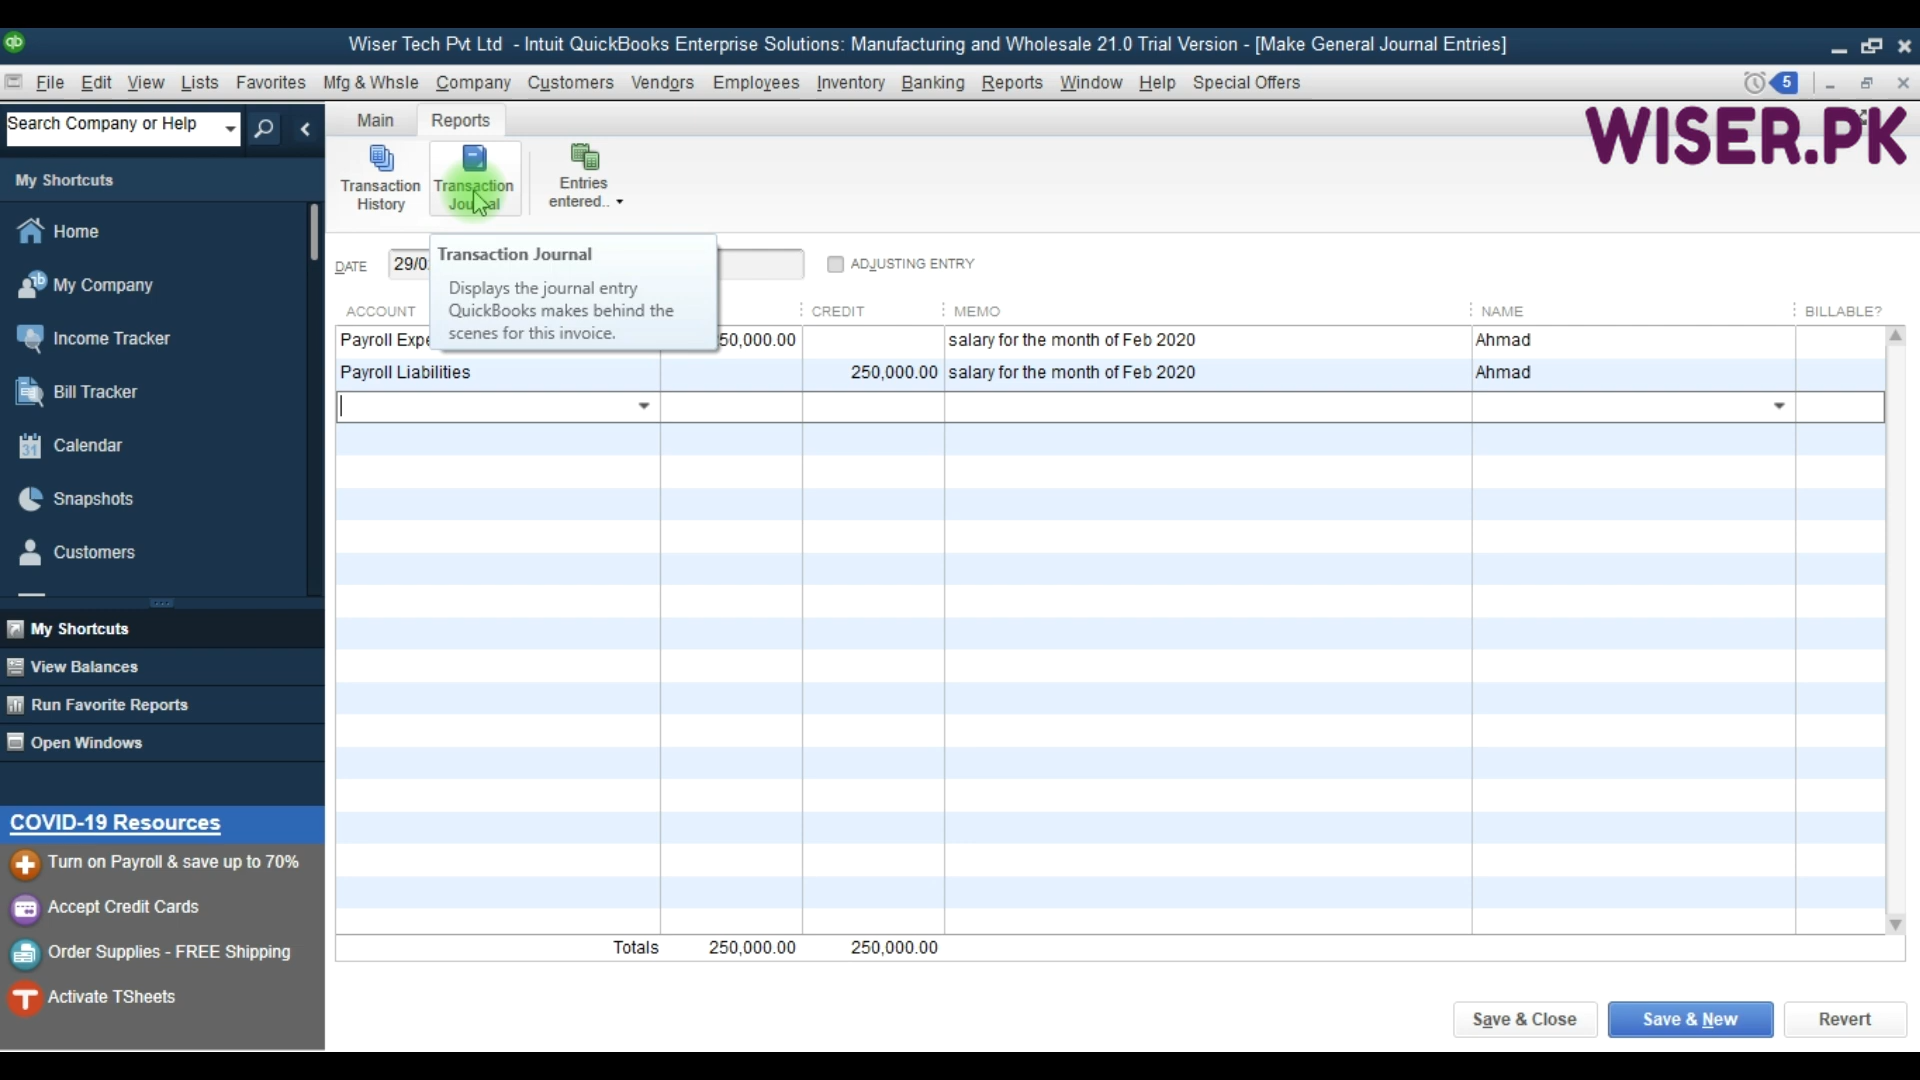 Wiser Tech Pvt Ltd - Intuit QuickBooks Enterprise Solutions: Manufacturing and Wholesale 21.0 Trial Version - [Make General Journal Entries]
File Edit View Lists Favorites Mfg & Whsle Company Customers Vendors Employees Inventory Banking Reports Window Help Special Offers 5
Search Company or Help
Main Reports
WISER.PK
Transaction History
Transaction Journal
Entries entered..
My Shortcuts
Home
My Company
Income Tracker
Bill Tracker
Calendar
31
Snapshots
Customers
My Shortcuts
View Balances
Run Favorite Reports
Open Windows
COVID-19 Resources
Turn on Payroll & save up to 70%
Accept Credit Cards
Order Supplies - FREE Shipping
Activate TSheets
DATE 29/0
ADJUSTING ENTRY
Transaction Journal
Displays the journal entry
QuickBooks makes behind the
scenes for this invoice.
ACCOUNT CREDIT MEMO NAME BILLABLE?
Payroll Expe 50,000.00 salary for the month of Feb 2020 Ahmad
Payroll Liabilities 250,000.00 salary for the month of Feb 2020 Ahmad
Totals 250,000.00 250,000.00
Save & Close Save & New Revert